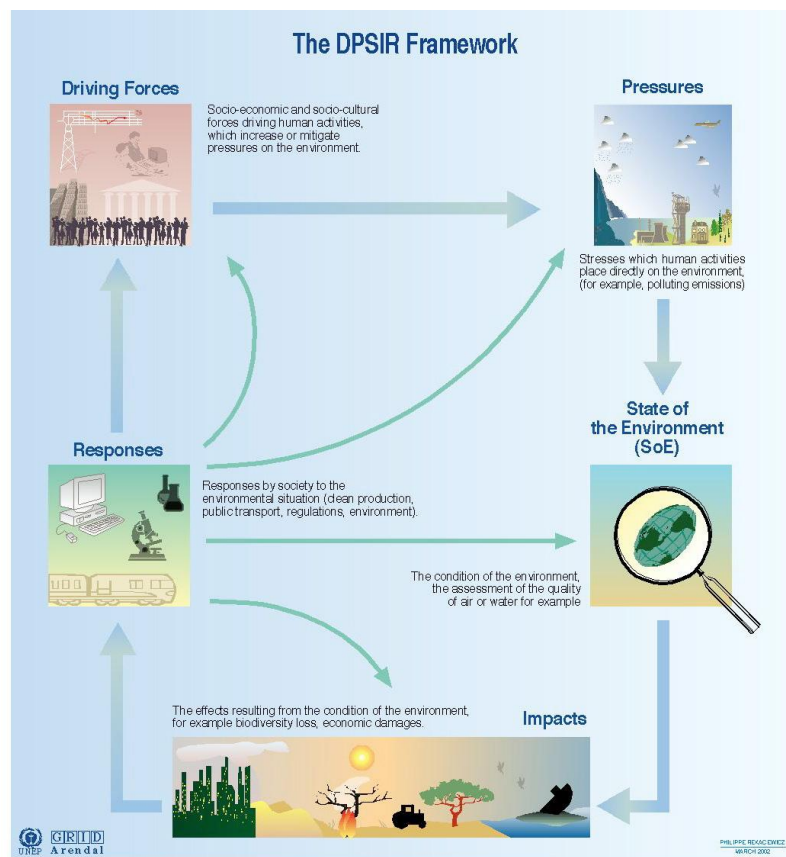 The DPSIR Framework
Driving Forces
Socio-economic and socio-cultural
forces driving human activities,
which increase or mitigate
pressures on the environment.
Pressures
Stresses which human activities
place directly on the environment,
(for example, polluting emissions)
State of
the Environment
(SoE)
Responses
Responses by society to the
environmental situation (clean production,
public transport, regulations, environment).
The condition of the environment,
the assessment of the quality
of air or water for example
The effects resulting from the condition of the environment,
for example biodiversity loss, economic damages.
Impacts
UNEP
GRID
Arendal
PHILIPPE REKACEWICZ
MARCH 2002